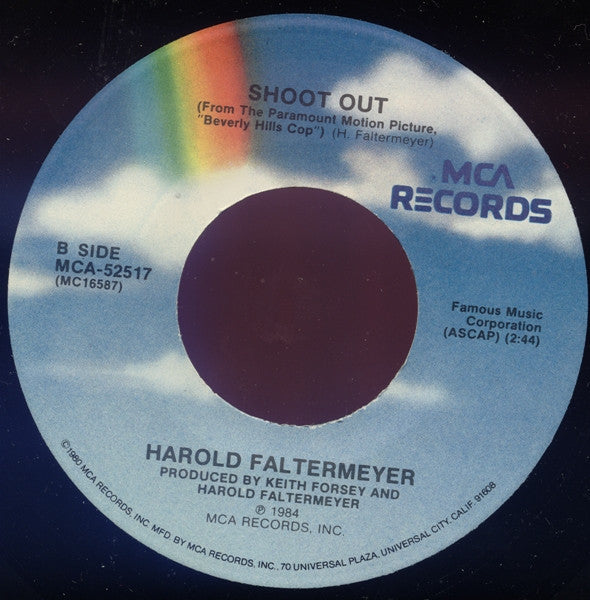 SHOOT OUT
(From The Paramount Motion Picture,
"Beverly Hills Cop") (H. Faltermeyer)
MCA
RECORDS
B SIDE
MCA-52517
(MC16587)
Famous Music
Corporation
(ASCAP) (2:44)
HAROLD FALTERMEYER
PRODUCED BY KEITH FORSEY AND
HAROLD FALTERMEYER
℗ 1984
MCA RECORDS, INC.
©1980 MCA RECORDS, INC. MFD. BY MCA RECORDS, INC., 70 UNIVERSAL PLAZA, UNIVERSAL CITY, CALIF. 91608